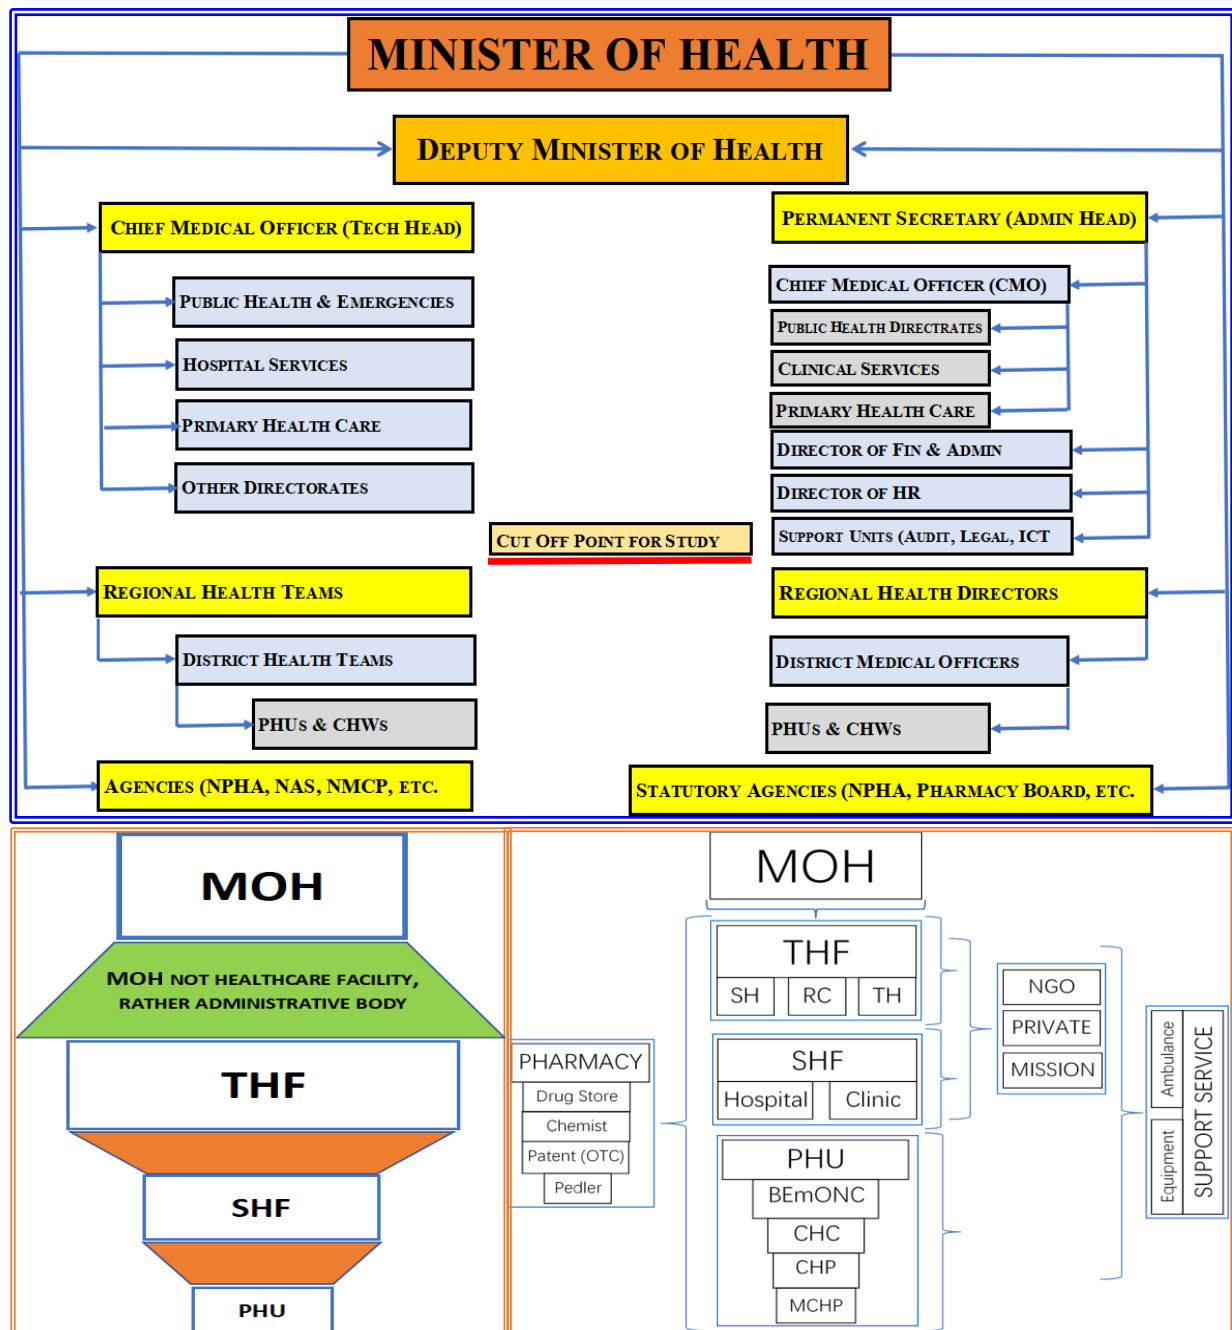 MINISTER OF HEALTH
DEPUTY MINISTER OF HEALTH
CHIEF MEDICAL OFFICER (TECH HEAD)
PUBLIC HEALTH & EMERGENCIES
HOSPITAL SERVICES
PRIMARY HEALTH CARE
OTHER DIRECTORATES
PERMANENT SECRETARY (ADMIN HEAD)
CHIEF MEDICAL OFFICER (CMO)
PUBLIC HEALTH DIRECTRATES
CLINICAL SERVICES
PRIMARY HEALTH CARE
DIRECTOR OF FIN & ADMIN
DIRECTOR OF HR
SUPPORT UNITS (AUDIT, LEGAL, ICT
CUT OFF POINT FOR STUDY
REGIONAL HEALTH TEAMS
DISTRICT HEALTH TEAMS
PHUS & CHWS
AGENCIES (NPHA, NAS, NMCP, ETC.
REGIONAL HEALTH DIRECTORS
DISTRICT MEDICAL OFFICERS
PHUS & CHWS
STATUTORY AGENCIES (NPHA, PHARMACY BOARD, ETC.
MOH
MOH NOT HEALTHCARE FACILITY,
RATHER ADMINISTRATIVE BODY
THF
SHF
PHU
MOH
THF
SH
RC
TH
SHF
Hospital
Clinic
PHU
BEmONC
CHC
CHP
MCHP
PHARMACY
Drug Store
Chemist
Patent (OTC)
Pedler
NGO
PRIVATE
MISSION
Ambulance
Equipment
SUPPORT SERVICE